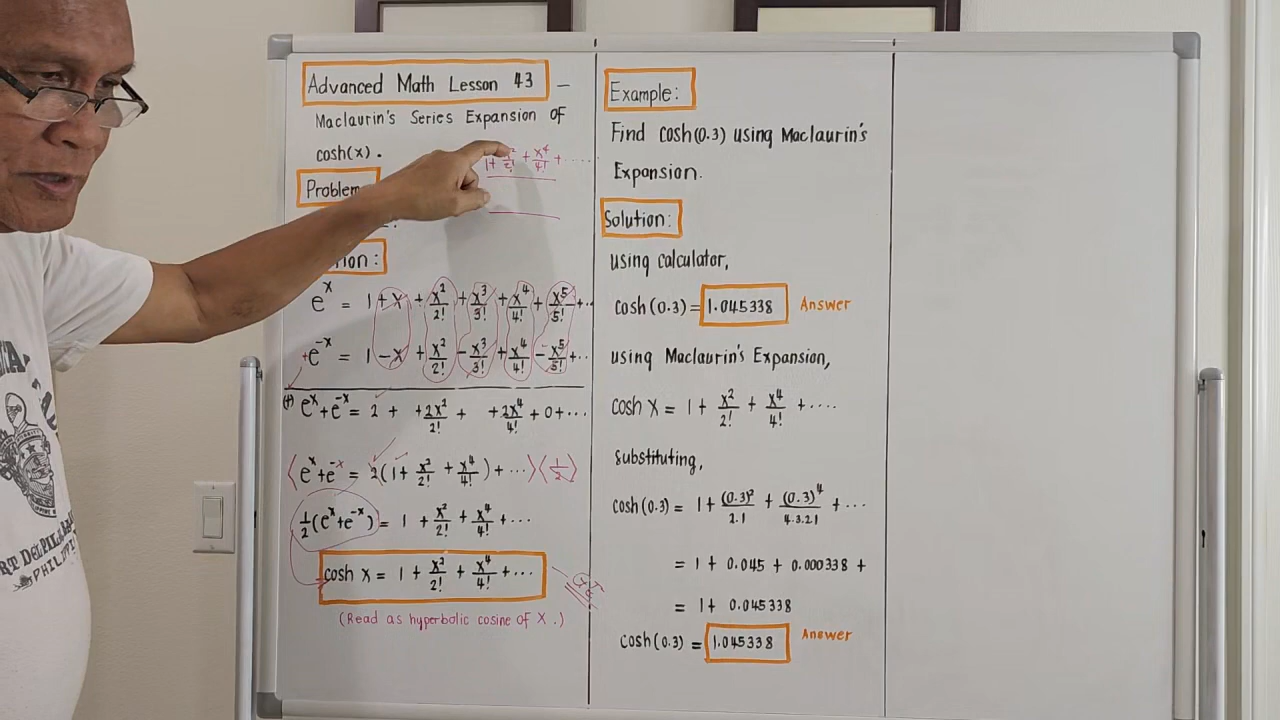 Advanced Math Lesson 43 –
Maclaurin's Series Expansion of
cosh(x).
1 + x²/2! + x⁴/4! + .....
Problem
e^x = 1 + x + x²/2! + x³/3! + x⁴/4! + x⁵/5! + ..
+e^-x = 1 - x + x²/2! - x³/3! + x⁴/4! - x⁵/5! + ...
(+) e^x + e^-x = 2 + + 2x²/2! + + 2x⁴/4! + 0 + ...
⟨e^x + e^-x = 2(1 + x²/2! + x⁴/4!) + ...⟩⟨1/2⟩
1/2(e^x + e^-x) = 1 + x²/2! + x⁴/4! + ...
cosh x = 1 + x²/2! + x⁴/4! + ...
(Read as hyperbolic cosine of x.)
Example:
Find cosh(0.3) using Maclaurin's
Expansion.
Solution:
using calculator,
cosh(0.3) = 1.045338 Answer
using Maclaurin's Expansion,
cosh x = 1 + x²/2! + x⁴/4! + ....
substituting,
cosh(0.3) = 1 + (0.3)²/2.1 + (0.3)⁴/4.3.2.1 + ...
= 1 + 0.045 + 0.000338 +
= 1 + 0.045338
cosh(0.3) = 1.045338 Answer